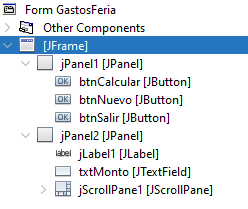 Form GastosFeria
Other Components
[JFrame]
jPanel1 [JPanel]
OK btnCalcular [JButton]
OK btnNuevo [JButton]
OK btnSalir [JButton]
jPanel2 [JPanel]
label jLabel1 [JLabel]
txt txtMonto [JTextField]
jScrollPane1 [JScrollPane]